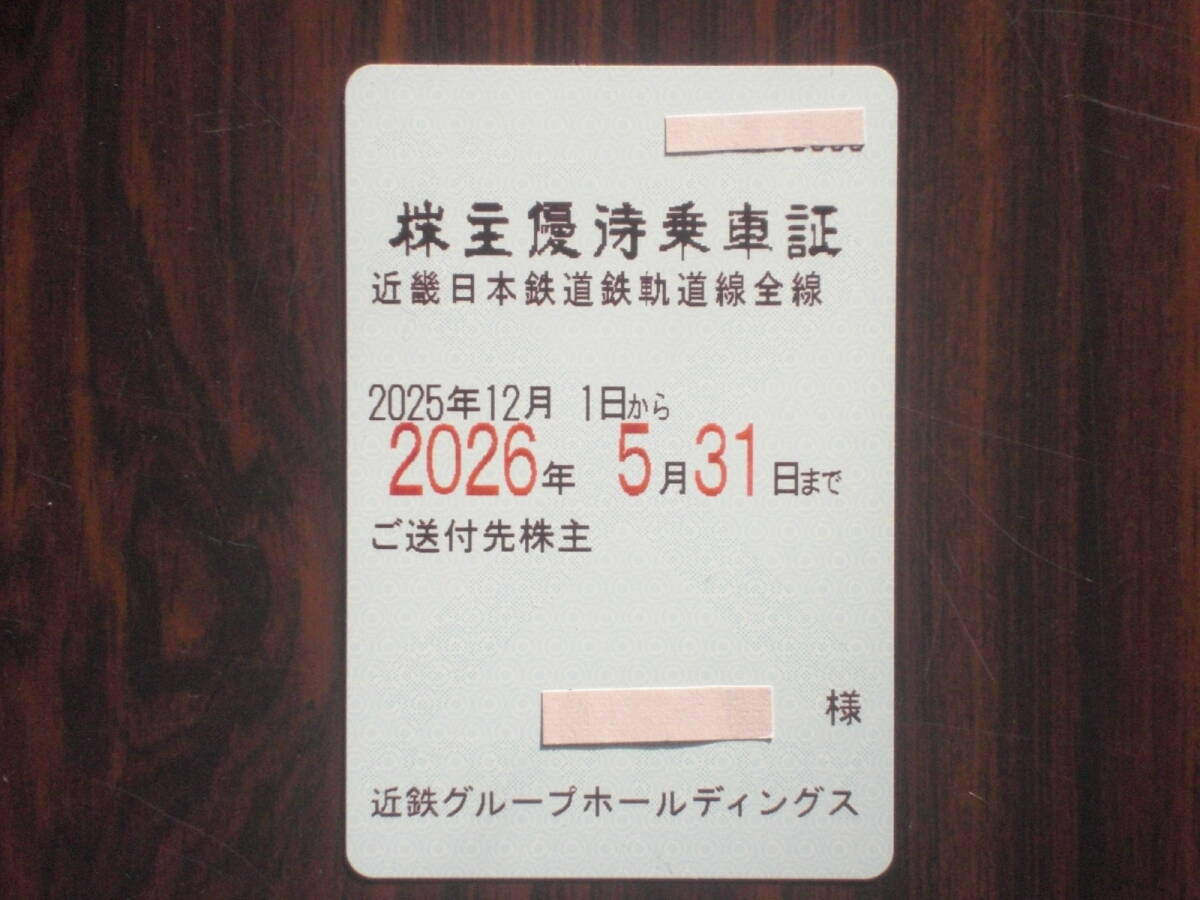 株主優待乗車証
近畿日本鉄道鉄軌道線全線
2025年12月 1日から
2026年 5月31日まで
ご送付先株主
様
近鉄グループホールディングス